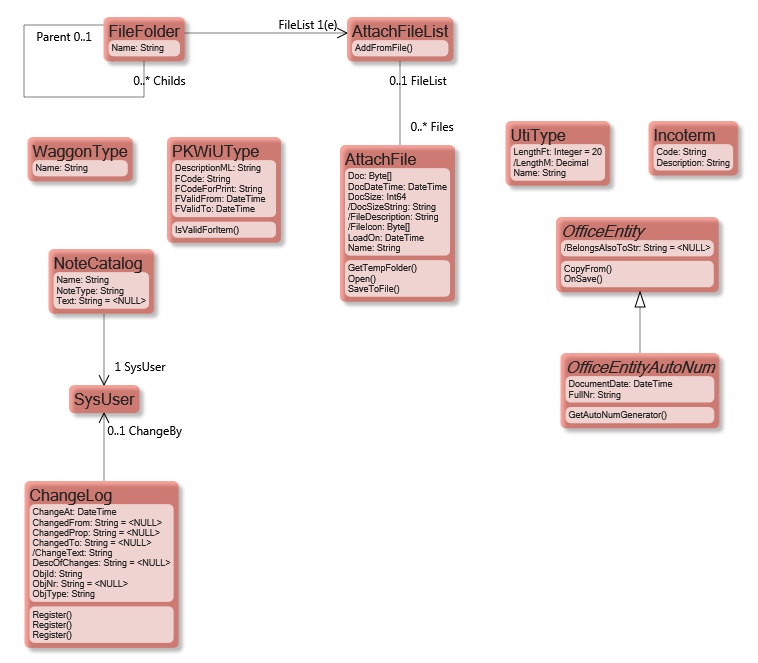 FileFolder
Name: String
Parent 0..1
0..* Childs
FileList 1(e)
AttachFileList
AddFromFile()
0..1 FileList
0..* Files
WaggonType
Name: String
PKWiUType
DescriptionML: String
FCode: String
FCodeForPrint: String
FValidFrom: DateTime
FValidTo: DateTime
IsValidForItem()
AttachFile
Doc: Byte[]
DocDateTime: DateTime
DocSize: Int64
/DocSizeString: String
/FileDescription: String
/FileIcon: Byte[]
LoadOn: DateTime
Name: String
GetTempFolder()
Open()
SaveToFile()
UtiType
LengthFt: Integer = 20
/LengthM: Decimal
Name: String
Incoterm
Code: String
Description: String
OfficeEntity
/BelongsAlsoToStr: String = <NULL>
CopyFrom()
OnSave()
NoteCatalog
Name: String
NoteType: String
Text: String = <NULL>
1 SysUser
SysUser
0..1 ChangeBy
OfficeEntityAutoNum
DocumentDate: DateTime
FullNr: String
GetAutoNumGenerator()
ChangeLog
ChangeAt: DateTime
ChangedFrom: String = <NULL>
ChangedProp: String = <NULL>
ChangedTo: String = <NULL>
/ChangeText: String
DescOfChanges: String = <NULL>
ObjId: String
ObjNr: String = <NULL>
ObjType: String
Register()
Register()
Register()